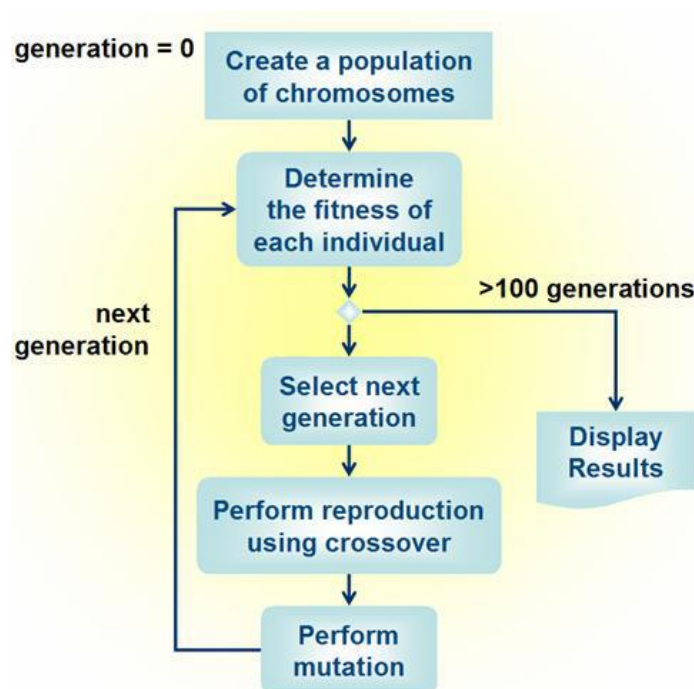 generation = 0
Create a population
of chromosomes
Determine
the fitness of
each individual
>100 generations
next
generation
Select next
generation
Display
Results
Perform reproduction
using crossover
Perform
mutation